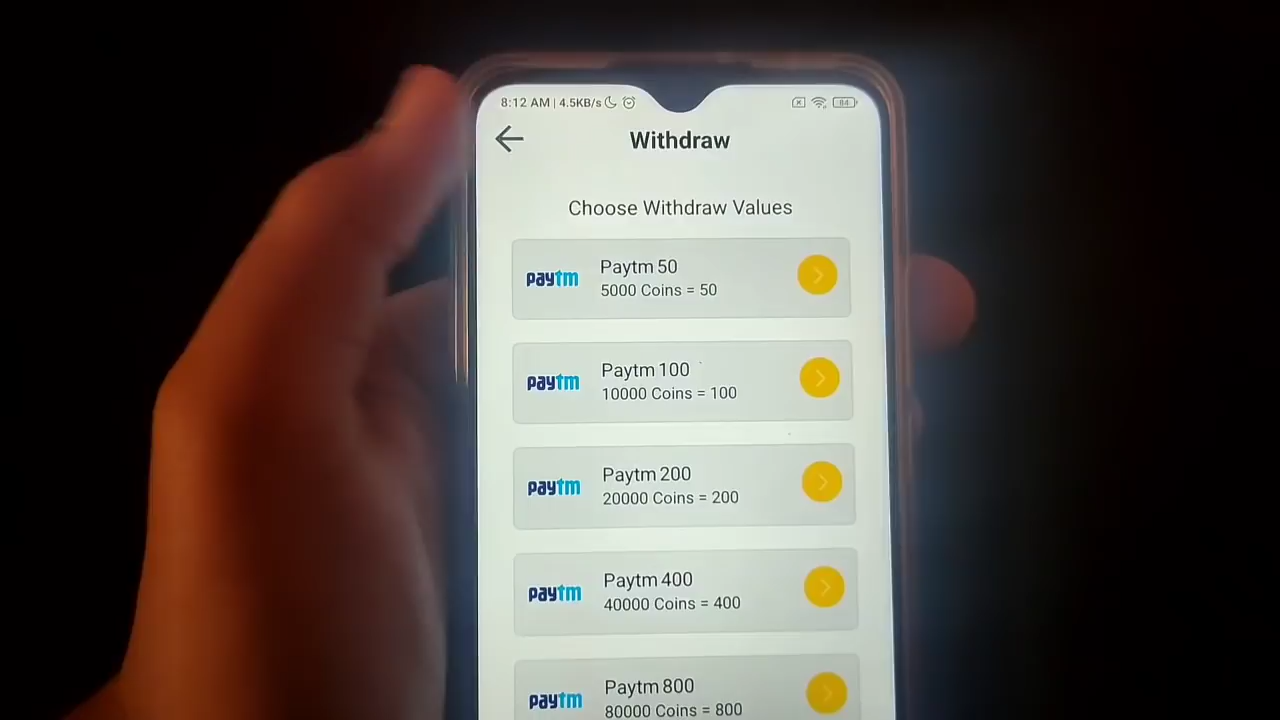 8:12 AM | 4.5KB/s
84
Withdraw
Choose Withdraw Values
paytm
Paytm 50
5000 Coins = 50
paytm
Paytm 100
10000 Coins = 100
paytm
Paytm 200
20000 Coins = 200
paytm
Paytm 400
40000 Coins = 400
paytm
Paytm 800
80000 Coins = 800